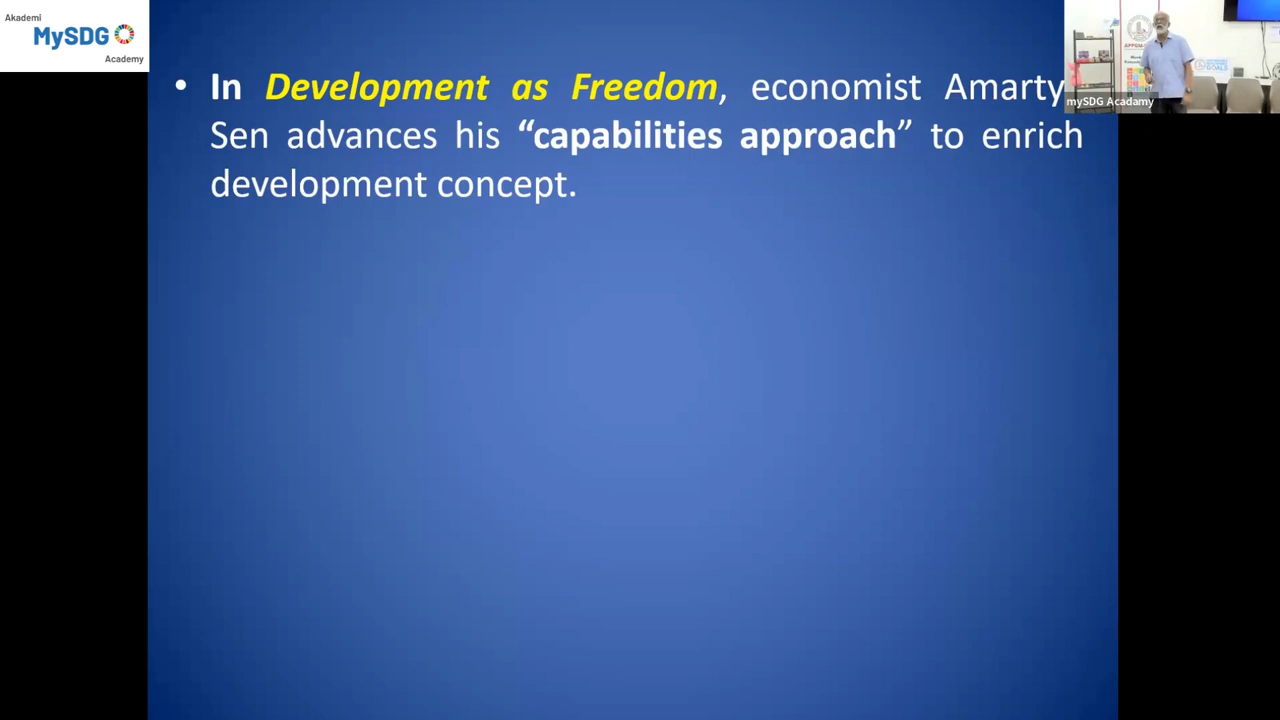 Akademi
MySDG
Academy
• In Development as Freedom, economist Amarty
Sen advances his “capabilities approach” to enrich
development concept.
mySDG Acadamy